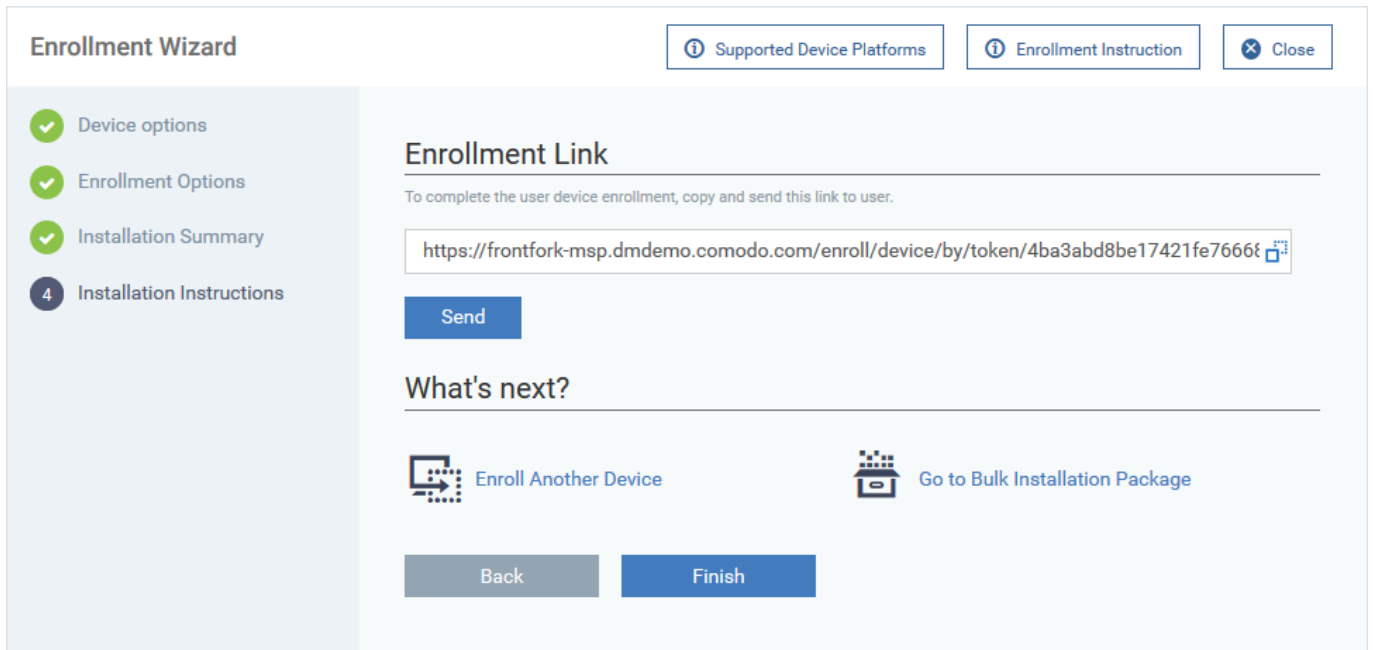 Enrollment Wizard
Supported Device Platforms
Enrollment Instruction
Close
Device options
Enrollment Options
Installation Summary
4 Installation Instructions
Enrollment Link
To complete the user device enrollment, copy and send this link to user.
https://frontfork-msp.dmdemo.comodo.com/enroll/device/by/token/4ba3abd8be17421fe76668
Send
What's next?
Enroll Another Device
Go to Bulk Installation Package
Back
Finish